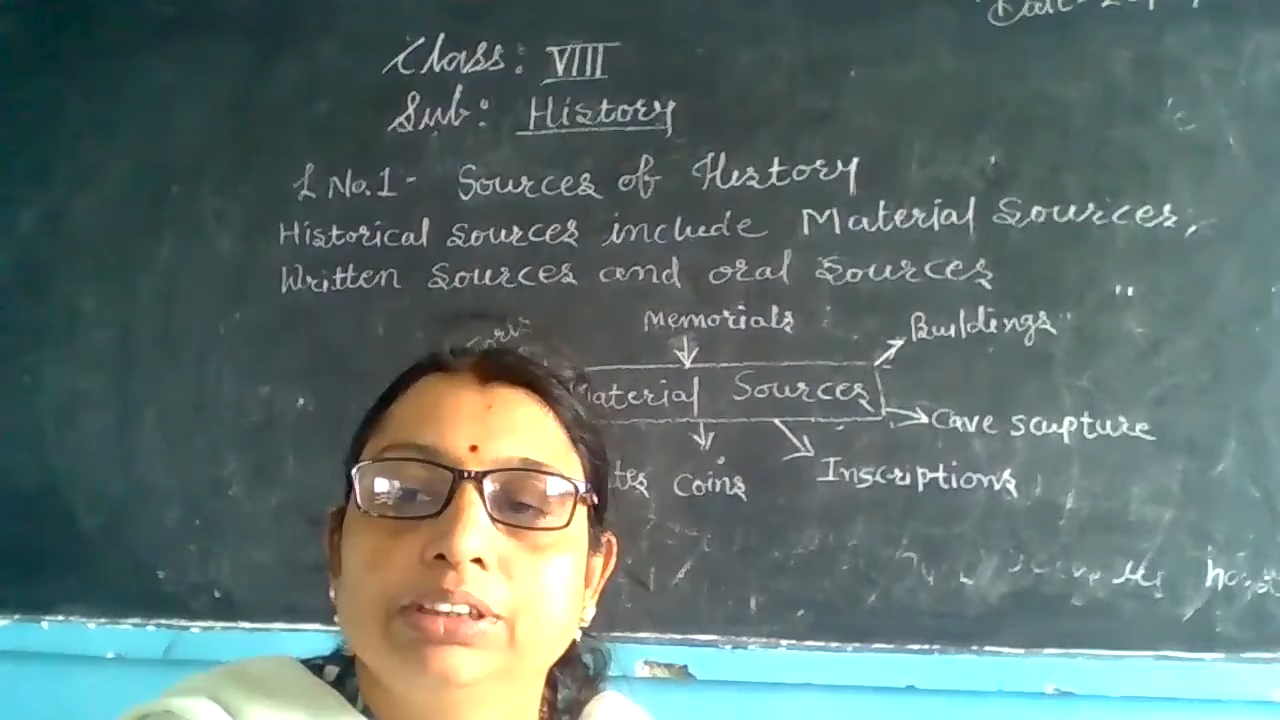 Date-
Class: VIII
Sub: History
L No.1- Sources of History
Historical sources include Material Sources,
Written sources and oral Sources
Memorials
Buildings
Material Sources
Cave scupture
Coins
Inscriptions